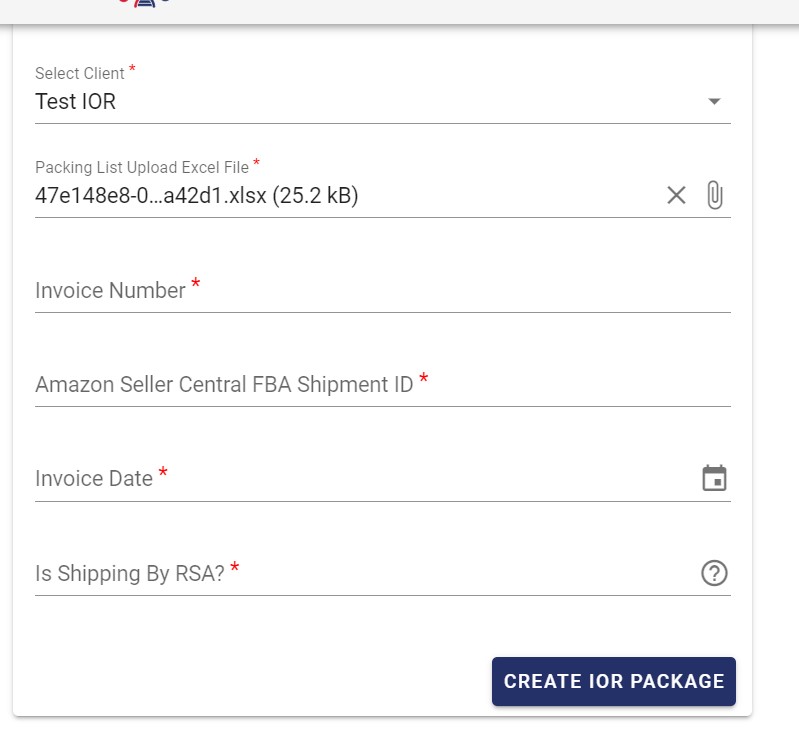 Select Client *
Test IOR
Packing List Upload Excel File *
47e148e8-0...a42d1.xlsx (25.2 kB)
Invoice Number *
Amazon Seller Central FBA Shipment ID *
Invoice Date *
Is Shipping By RSA? *
CREATE IOR PACKAGE